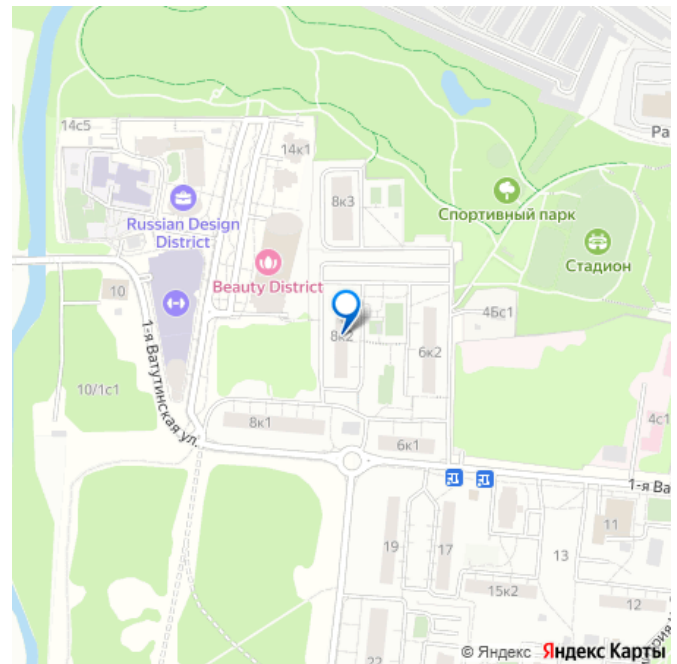 Ра
14с5
14к1
8к3
Russian Design
District
Спортивный парк
Стадион
Beauty District
10
4Бс1
8к2
6к2
1-я Ватутинская ул.
10/1с1
8к1
6к1
4с1
1-я Ва
19
17
11
13
15к2
12
22
© Яндекс Яндекс Карты